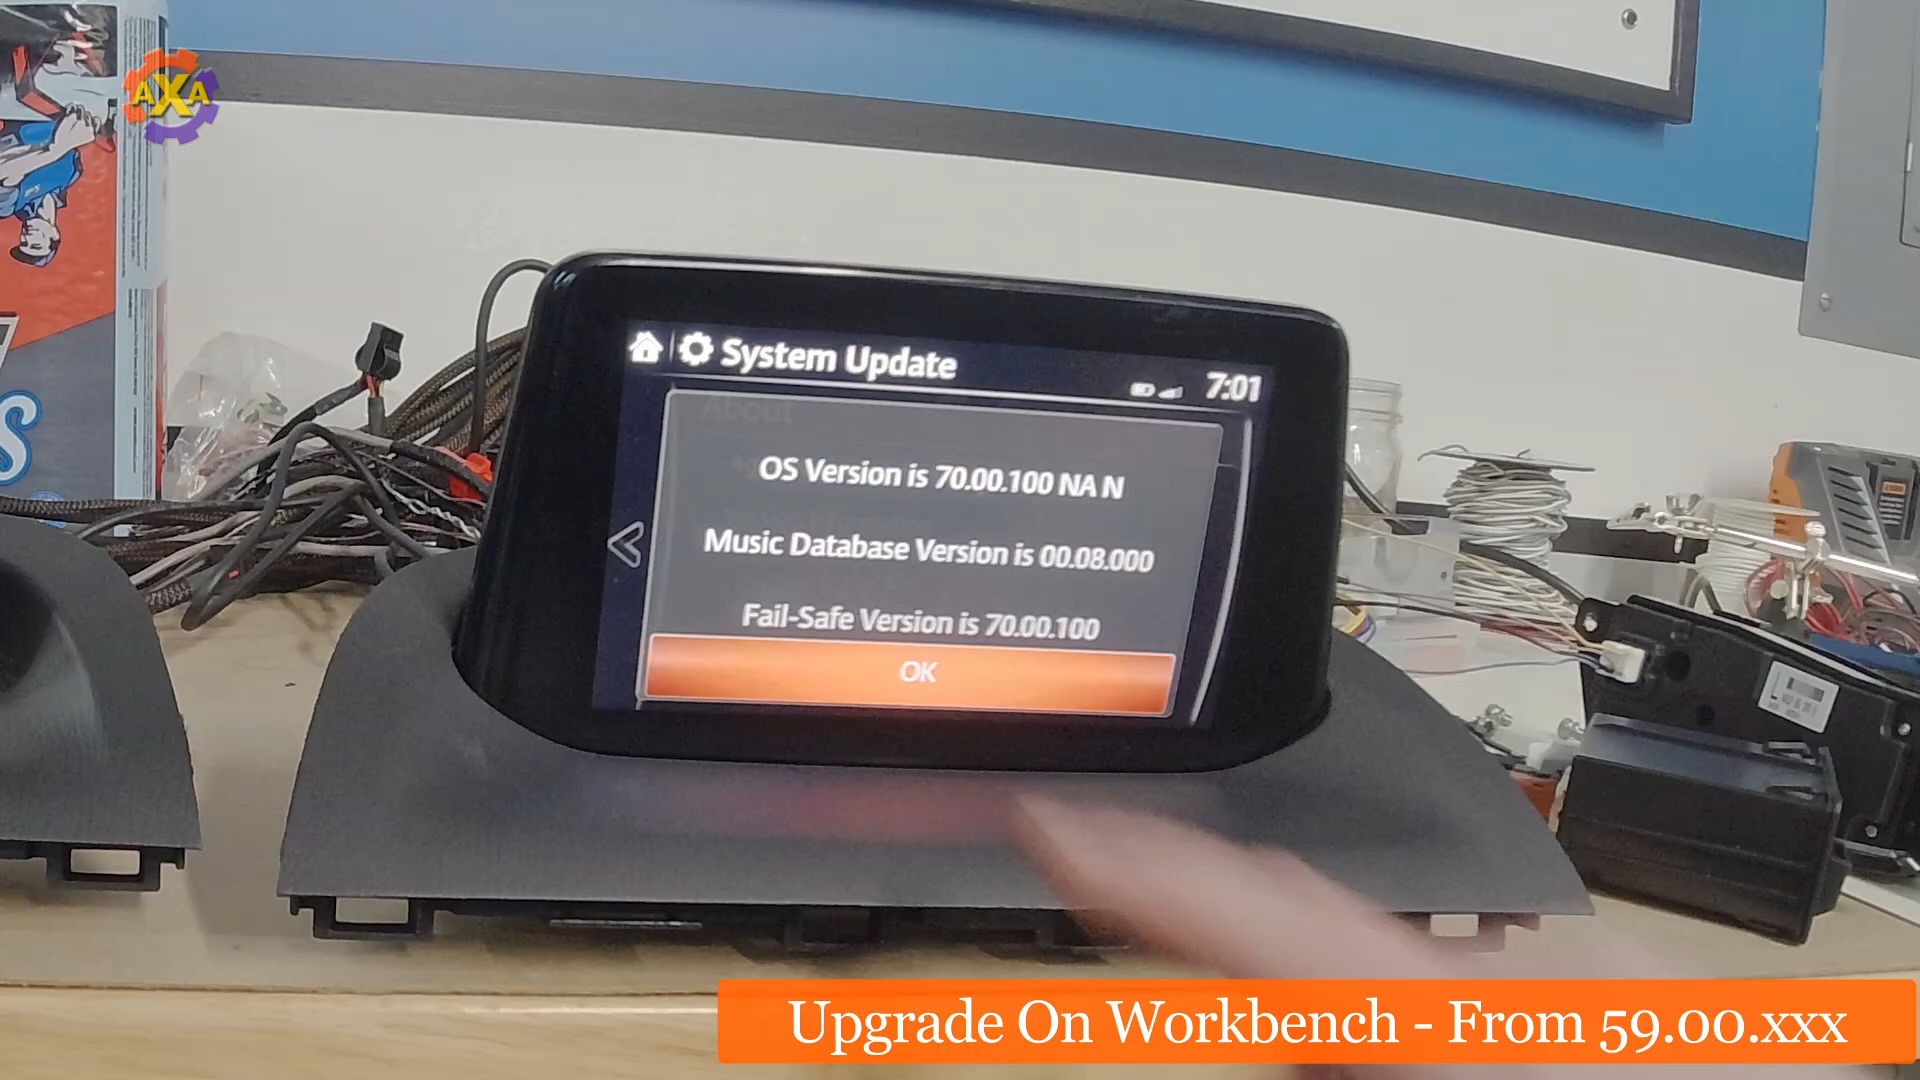 AXA
System Update
7:01
About
OS Version is 70.00.100 NA N
Music Database Version is 00.08.000
Fail-Safe Version is 70.00.100
OK
Upgrade On Workbench - From 59.00.xxx